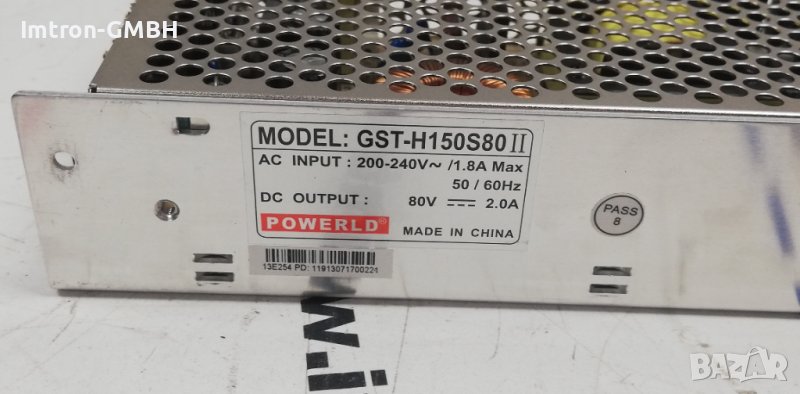 Imtron-GMBH
MODEL: GST-H150S80 II
AC INPUT : 200-240V~ /1.8A Max
50 / 60Hz
DC OUTPUT : 80V ⎓ 2.0A
POWERLD®
MADE IN CHINA
PASS
8
13E254 PD: 11913071700221
w.i
BAZAR